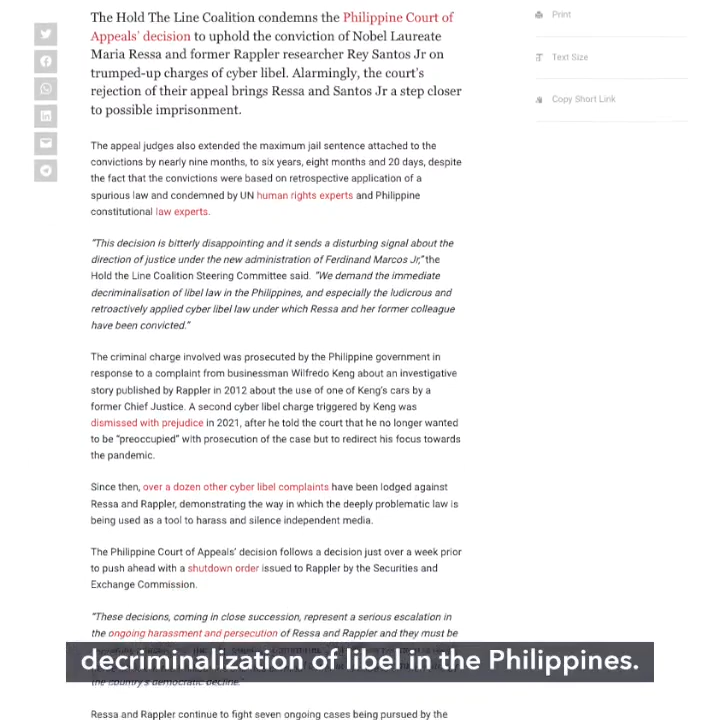 The Hold The Line Coalition condemns the Philippine Court of
Appeals' decision to uphold the conviction of Nobel Laureate
Maria Ressa and former Rappler researcher Rey Santos Jr on
trumped-up charges of cyber libel. Alarmingly, the court's
rejection of their appeal brings Ressa and Santos Jr a step closer
to possible imprisonment.
Print
Text Size
Copy Short Link
The appeal judges also extended the maximum jail sentence attached to the
convictions by nearly nine months, to six years, eight months and 20 days, despite
the fact that the convictions were based on retrospective application of a
spurious law and condemned by UN human rights experts and Philippine
constitutional law experts.
"This decision is bitterly disappointing and it sends a disturbing signal about the
direction of justice under the new administration of Ferdinand Marcos Jr," the
Hold the Line Coalition Steering Committee said. "We demand the immediate
decriminalisation of libel law in the Philippines, and especially the ludicrous and
retroactively applied cyber libel law under which Ressa and her former colleague
have been convicted."
The criminal charge involved was prosecuted by the Philippine government in
response to a complaint from businessman Wilfredo Keng about an investigative
story published by Rappler in 2012 about the use of one of Keng's cars by a
former Chief Justice. A second cyber libel charge triggered by Keng was
dismissed with prejudice in 2021, after he told the court that he no longer wanted
to be "preoccupied" with prosecution of the case but to redirect his focus towards
the pandemic.
Since then, over a dozen other cyber libel complaints have been lodged against
Ressa and Rappler, demonstrating the way in which the deeply problematic law is
being used as a tool to harass and silence independent media.
The Philippine Court of Appeals' decision follows a decision just over a week prior
to push ahead with a shutdown order issued to Rappler by the Securities and
Exchange Commission.
"These decisions, coming in close succession, represent a serious escalation in
the ongoing harassment and persecution of Ressa and Rappler and they must be
decriminalization of libel in the Philippines.
the country's democratic decline."
Ressa and Rappler continue to fight seven ongoing cases being pursued by the